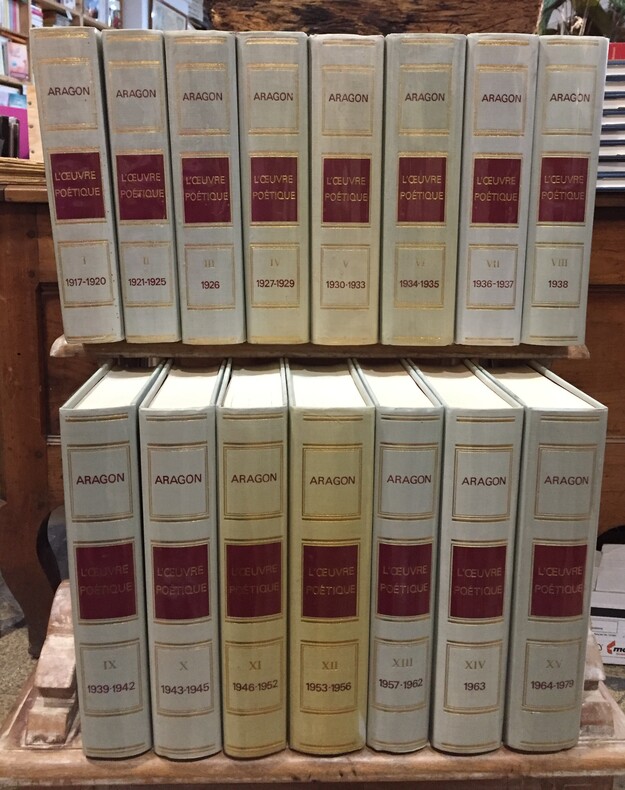 ARAGON
L'ŒUVRE
POÉTIQUE
I
1917-1920
ARAGON
L'ŒUVRE
POÉTIQUE
II
1921-1925
ARAGON
L'ŒUVRE
POÉTIQUE
III
1926
ARAGON
L'ŒUVRE
POÉTIQUE
IV
1927-1929
ARAGON
L'ŒUVRE
POÉTIQUE
V
1930-1933
ARAGON
L'ŒUVRE
POÉTIQUE
VI
1934-1935
ARAGON
L'ŒUVRE
POÉTIQUE
VII
1936-1937
ARAGON
L'ŒUVRE
POÉTIQUE
VIII
1938
ARAGON
L'ŒUVRE
POÉTIQUE
IX
1939-1942
ARAGON
L'ŒUVRE
POÉTIQUE
X
1943-1945
ARAGON
L'ŒUVRE
POÉTIQUE
XI
1946-1952
ARAGON
L'ŒUVRE
POÉTIQUE
XII
1953-1956
ARAGON
L'ŒUVRE
POÉTIQUE
XIII
1957-1962
ARAGON
L'ŒUVRE
POÉTIQUE
XIV
1963
ARAGON
L'ŒUVRE
POÉTIQUE
XV
1964-1979